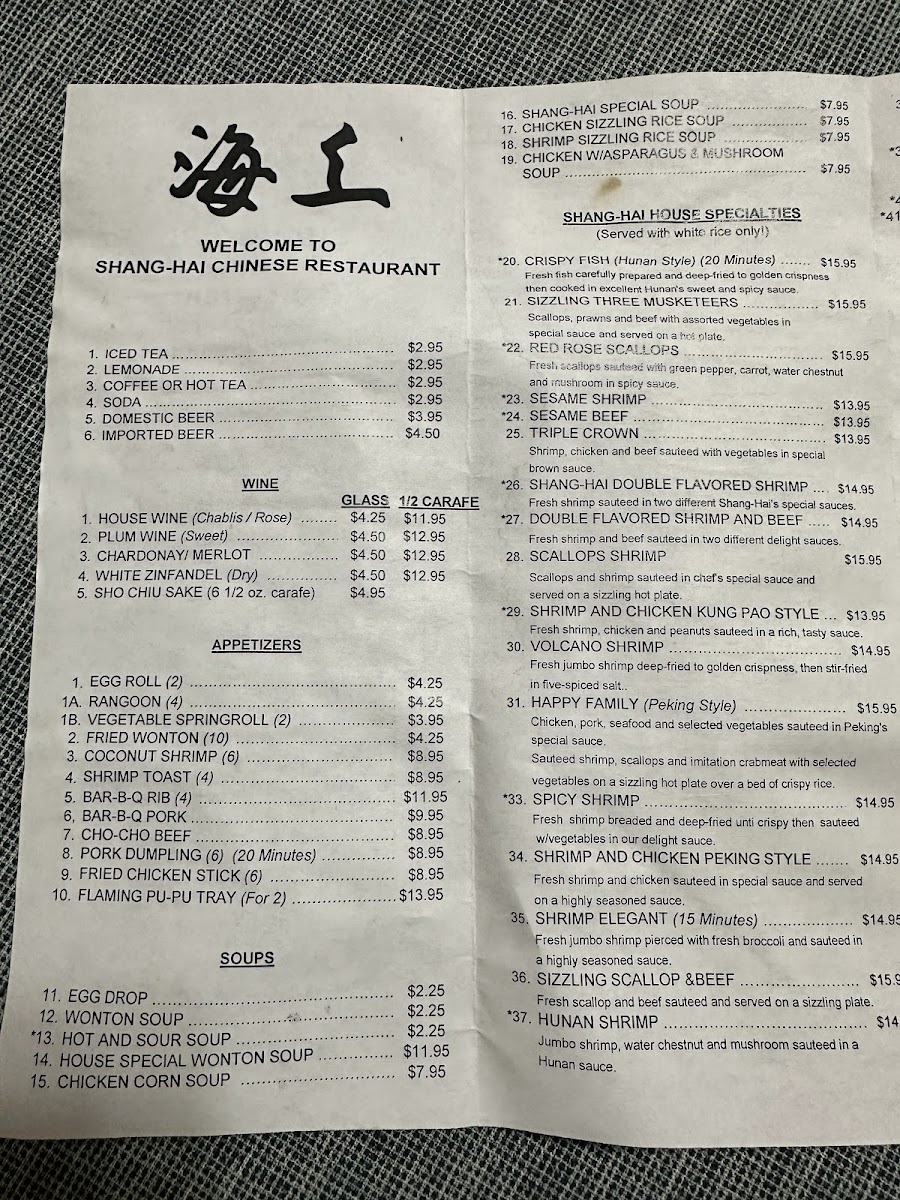 海上
WELCOME TO
SHANG-HAI CHINESE RESTAURANT
1. ICED TEA ........ $2.95
2. LEMONADE ........ $2.95
3. COFFEE OR HOT TEA ........ $2.95
4. SODA ........ $2.95
5. DOMESTIC BEER ........ $3.95
6. IMPORTED BEER ........ $4.50
WINE
GLASS 1/2 CARAFE
1. HOUSE WINE (Chablis / Rose) ........ $4.25 $11.95
2. PLUM WINE (Sweet) ........ $4.50 $12.95
3. CHARDONAY/ MERLOT ........ $4.50 $12.95
4. WHITE ZINFANDEL (Dry) ........ $4.50 $12.95
5. SHO CHIU SAKE (6 1/2 oz. carafe) $4.95
APPETIZERS
1. EGG ROLL (2) ........ $4.25
1A. RANGOON (4) ........ $4.25
1B. VEGETABLE SPRINGROLL (2) ........ $3.95
2. FRIED WONTON (10) ........ $4.25
3. COCONUT SHRIMP (6) ........ $8.95
4. SHRIMP TOAST (4) ........ $8.95
5. BAR-B-Q RIB (4) ........ $11.95
6, BAR-B-Q PORK ........ $9.95
7. CHO-CHO BEEF ........ $8.95
8. PORK DUMPLING (6) (20 Minutes) ........ $8.95
9. FRIED CHICKEN STICK (6) ........ $8.95
10. FLAMING PU-PU TRAY (For 2) ........ $13.95
SOUPS
11. EGG DROP ........ $2.25
12. WONTON SOUP ........ $2.25
*13. HOT AND SOUR SOUP ........ $2.25
14. HOUSE SPECIAL WONTON SOUP ........ $11.95
15. CHICKEN CORN SOUP ........ $7.95
16. SHANG-HAI SPECIAL SOUP ........ $7.95
17. CHICKEN SIZZLING RICE SOUP ........ $7.95
18. SHRIMP SIZZLING RICE SOUP ........ $7.95
19. CHICKEN W/ASPARAGUS & MUSHROOM
SOUP ........ $7.95
SHANG-HAI HOUSE SPECIALTIES
(Served with white rice only!)
*20. CRISPY FISH (Hunan Style) (20 Minutes) ....... $15.95
Fresh fish carefully prepared and deep-fried to golden crispness
then cooked in excellent Hunan's sweet and spicy sauce.
21. SIZZLING THREE MUSKETEERS ........ $15.95
Scallops, prawns and beef with assorted vegetables in
special sauce and served on a hot plate.
*22. RED ROSE SCALLOPS ........ $15.95
Fresh scallops sauteed with green pepper, carrot, water chestnut
and mushroom in spicy sauce.
*23. SESAME SHRIMP ........ $13.95
*24. SESAME BEEF ........ $13.95
25. TRIPLE CROWN ........ $13.95
Shrimp, chicken and beef sauteed with vegetables in special
brown sauce.
*26. SHANG-HAI DOUBLE FLAVORED SHRIMP .... $14.95
Fresh shrimp sauteed in two different Shang-Hai's special sauces.
*27. DOUBLE FLAVORED SHRIMP AND BEEF ..... $14.95
Fresh shrimp and beef sauteed in two different delight sauces.
28. SCALLOPS SHRIMP $15.95
Scallops and shrimp sauteed in chef's special sauce and
served on a sizzling hot plate.
*29. SHRIMP AND CHICKEN KUNG PAO STYLE ... $13.95
Fresh shrimp, chicken and peanuts sauteed in a rich, tasty sauce.
30. VOLCANO SHRIMP ........ $14.95
Fresh jumbo shrimp deep-fried to golden crispness, then stir-fried
in five-spiced salt..
31. HAPPY FAMILY (Peking Style) ........ $15.95
Chicken, pork, seafood and selected vegetables sauteed in Peking's
special sauce.
Sauteed shrimp, scallops and imitation crabmeat with selected
vegetables on a sizzling hot plate over a bed of crispy rice.
*33. SPICY SHRIMP ........ $14.95
Fresh shrimp breaded and deep-fried unti crispy then sauteed
w/vegetables in our delight sauce.
34. SHRIMP AND CHICKEN PEKING STYLE ....... $14.95
Fresh shrimp and chicken sauteed in special sauce and served
on a highly seasoned sauce.
35. SHRIMP ELEGANT (15 Minutes) ........ $14.95
Fresh jumbo shrimp pierced with fresh broccoli and sauteed in
a highly seasoned sauce.
36. SIZZLING SCALLOP &BEEF ........ $15.9
Fresh scallop and beef sauteed and served on a sizzling plate.
*37. HUNAN SHRIMP ........ $14
Jumbo shrimp, water chestnut and mushroom sauteed in a
Hunan sauce.
*41